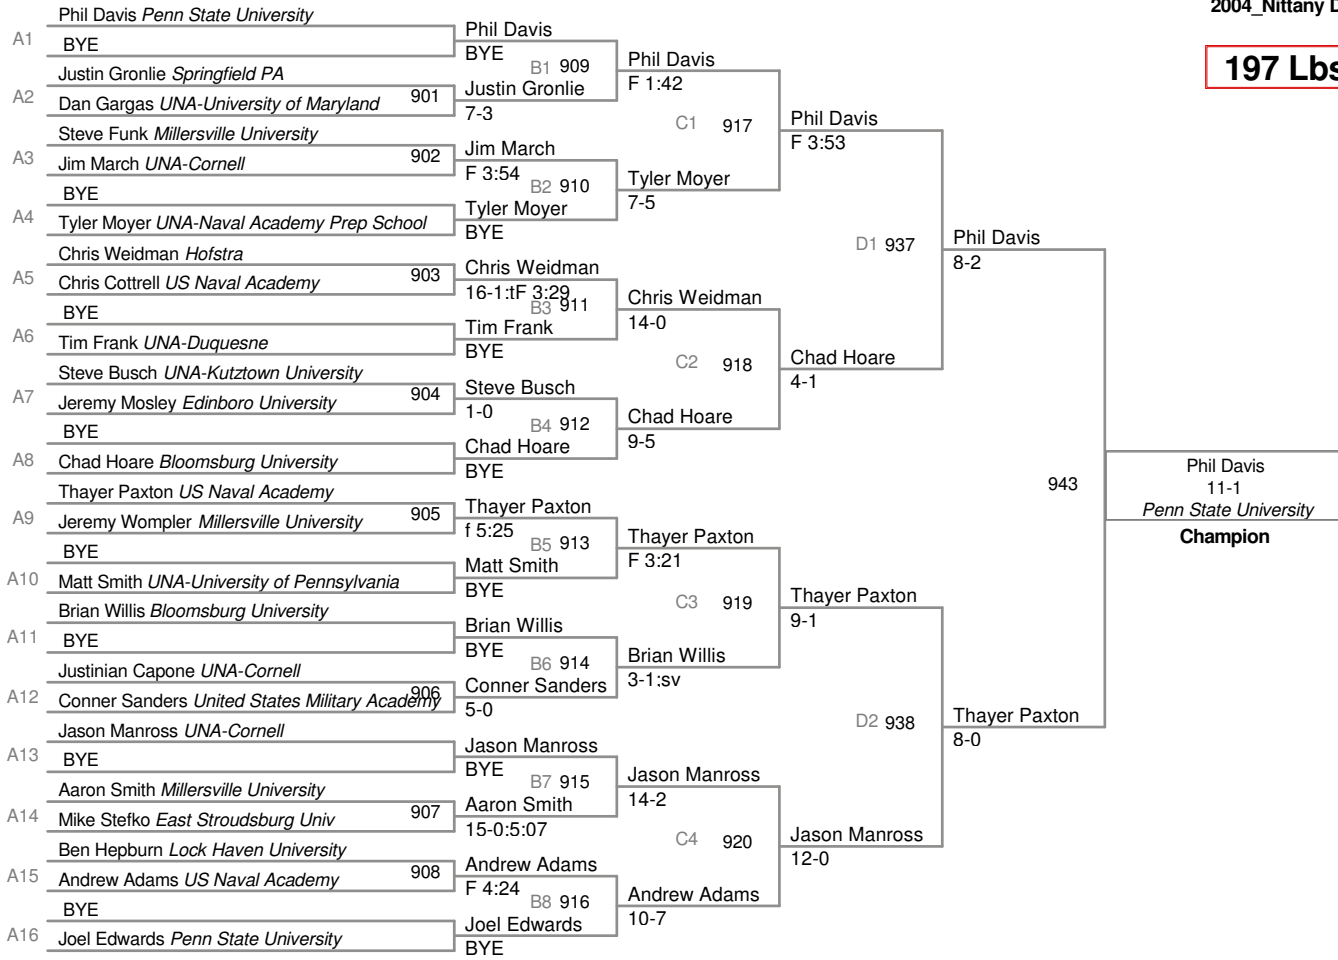 2004_Nittany D
197 Lbs
Phil Davis Penn State University
A1
BYE
Justin Gronlie Springfield PA
A2
Dan Gargas UNA-University of Maryland 901
Steve Funk Millersville University
A3
Jim March UNA-Cornell 902
BYE
A4
Tyler Moyer UNA-Naval Academy Prep School
Chris Weidman Hofstra
A5
Chris Cottrell US Naval Academy 903
BYE
A6
Tim Frank UNA-Duquesne
Steve Busch UNA-Kutztown University
A7
Jeremy Mosley Edinboro University 904
BYE
A8
Chad Hoare Bloomsburg University
Thayer Paxton US Naval Academy
A9
Jeremy Wompler Millersville University 905
BYE
A10
Matt Smith UNA-University of Pennsylvania
Brian Willis Bloomsburg University
A11
BYE
Justinian Capone UNA-Cornell
A12
Conner Sanders United States Military Academy 906
Jason Manross UNA-Cornell
A13
BYE
Aaron Smith Millersville University
A14
Mike Stefko East Stroudsburg Univ 907
Ben Hepburn Lock Haven University
A15
Andrew Adams US Naval Academy 908
BYE
A16
Joel Edwards Penn State University
Phil Davis
BYE
B1 909
Justin Gronlie
7-3
Jim March
F 3:54
B2 910
Tyler Moyer
BYE
Chris Weidman
16-1:tF 3:29
B3 911
Tim Frank
BYE
Steve Busch
1-0
B4 912
Chad Hoare
BYE
Thayer Paxton
f 5:25
B5 913
Matt Smith
BYE
Brian Willis
BYE
B6 914
Conner Sanders
5-0
Jason Manross
BYE
B7 915
Aaron Smith
15-0:5:07
Andrew Adams
F 4:24
B8 916
Joel Edwards
BYE
Phil Davis
F 1:42
C1 917
Tyler Moyer
7-5
Chris Weidman
14-0
C2 918
Chad Hoare
9-5
Thayer Paxton
F 3:21
C3 919
Brian Willis
3-1:sv
Jason Manross
14-2
C4 920
Andrew Adams
10-7
Phil Davis
F 3:53
D1 937
Chad Hoare
4-1
Thayer Paxton
9-1
D2 938
Jason Manross
12-0
Phil Davis
8-2
943
Thayer Paxton
8-0
Phil Davis
11-1
Penn State University
Champion